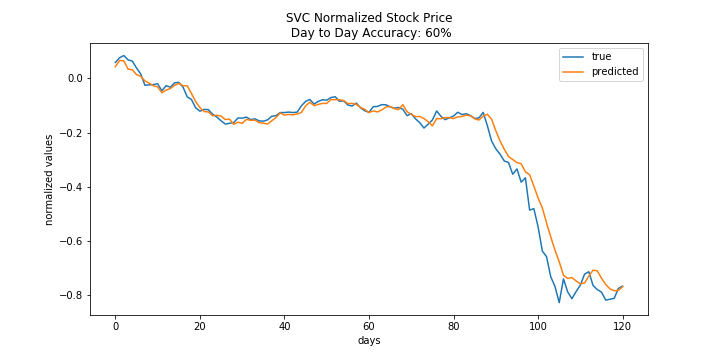 SVC Normalized Stock Price
Day to Day Accuracy: 60%
true
predicted
normalized values
0.0
−0.2
−0.4
−0.6
−0.8
0
20
40
60
80
100
120
days